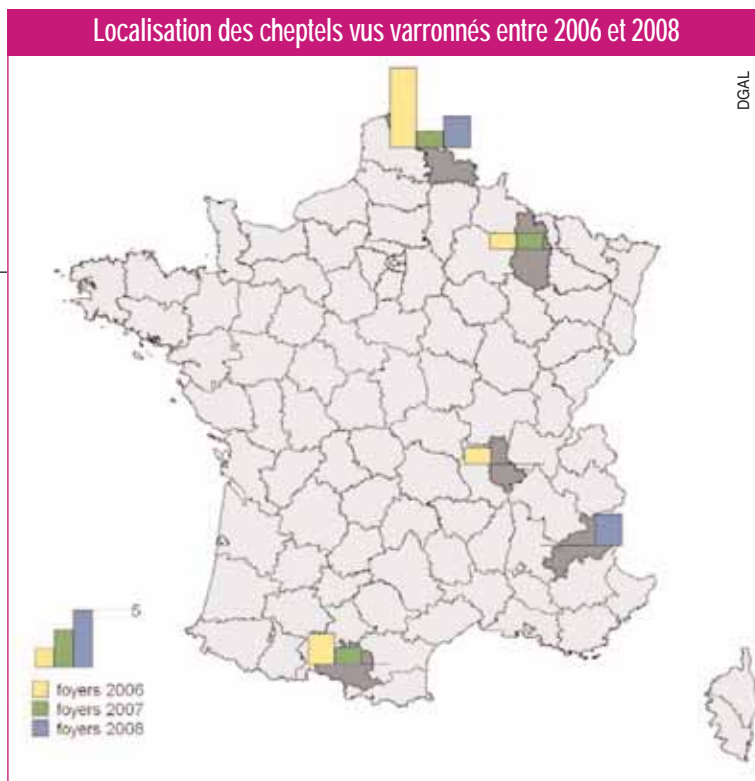 Localisation des cheptels vus varronnés entre 2006 et 2008
DGAL
5
foyers 2006
foyers 2007
foyers 2008